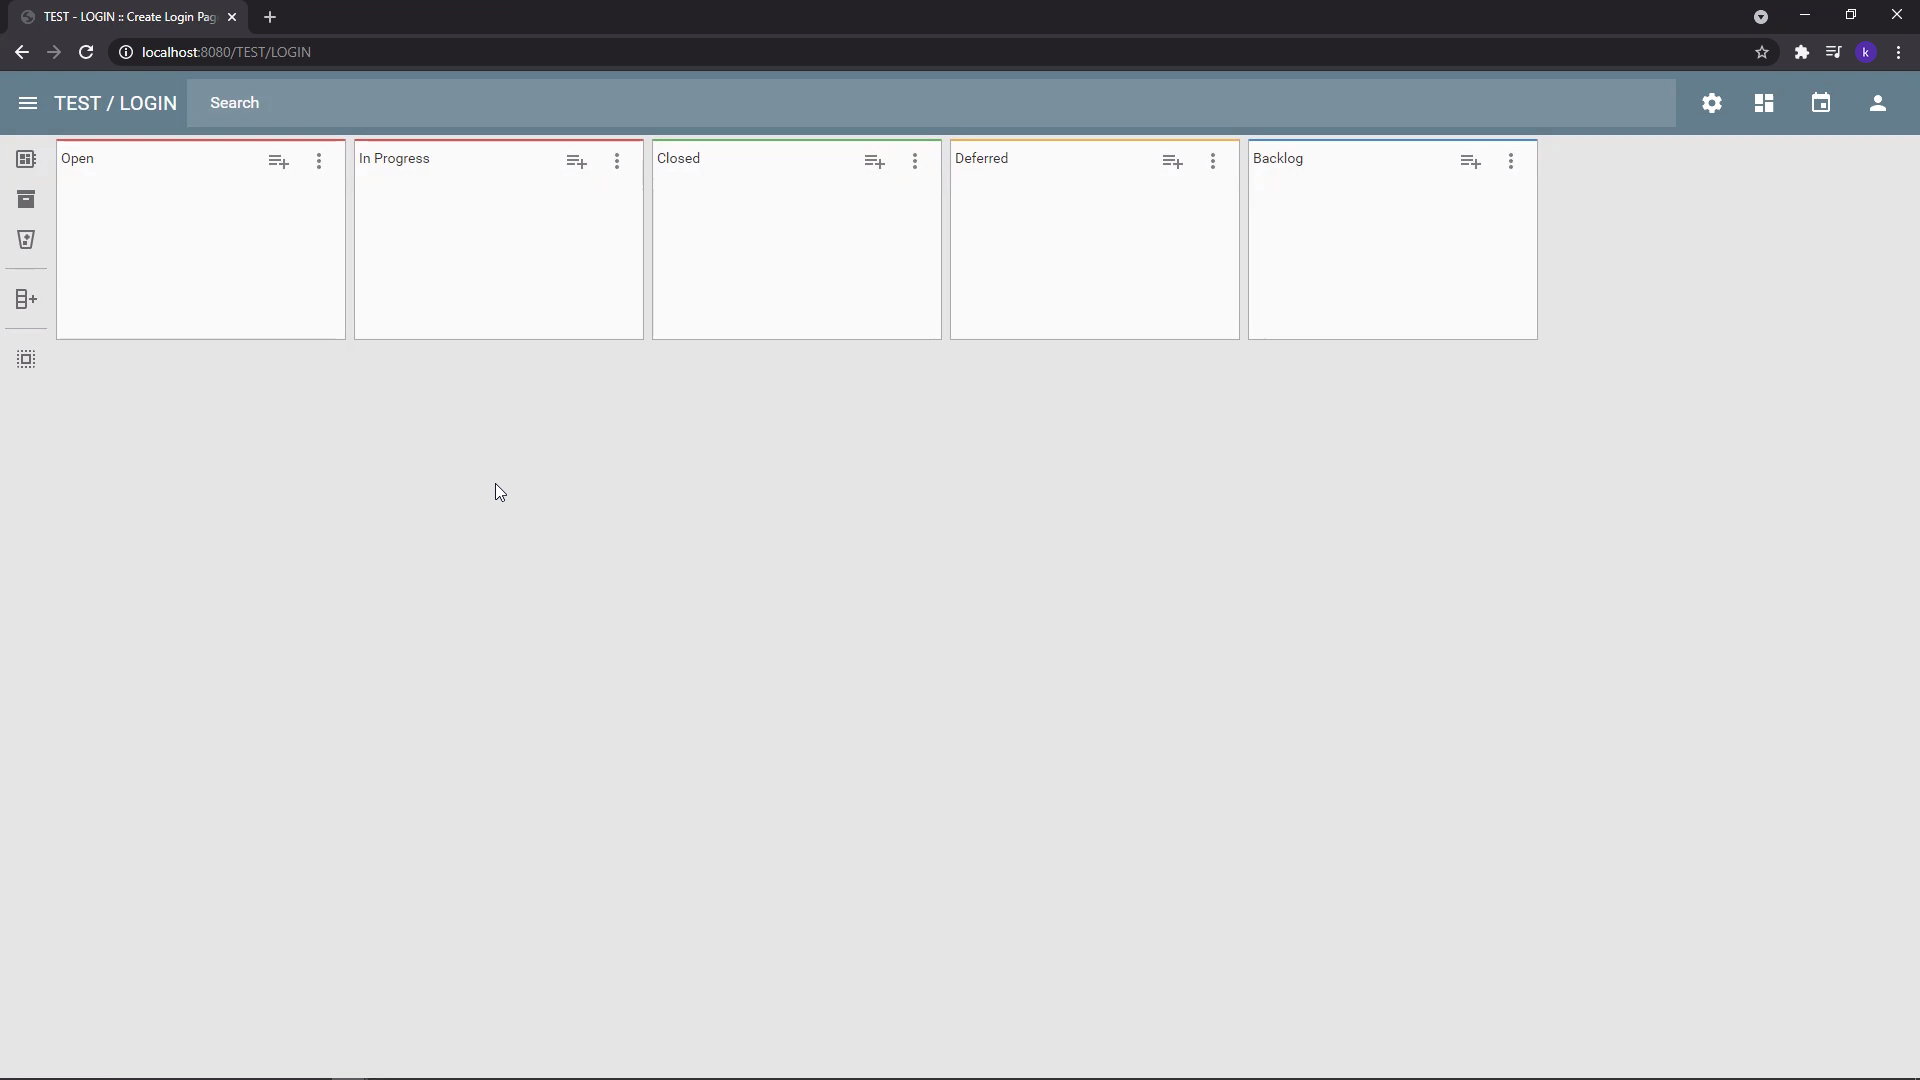 TEST - LOGIN :: Create Login Pag
localhost:8080/TEST/LOGIN
k
TEST / LOGIN
Search
Open
In Progress
Closed
Deferred
Backlog